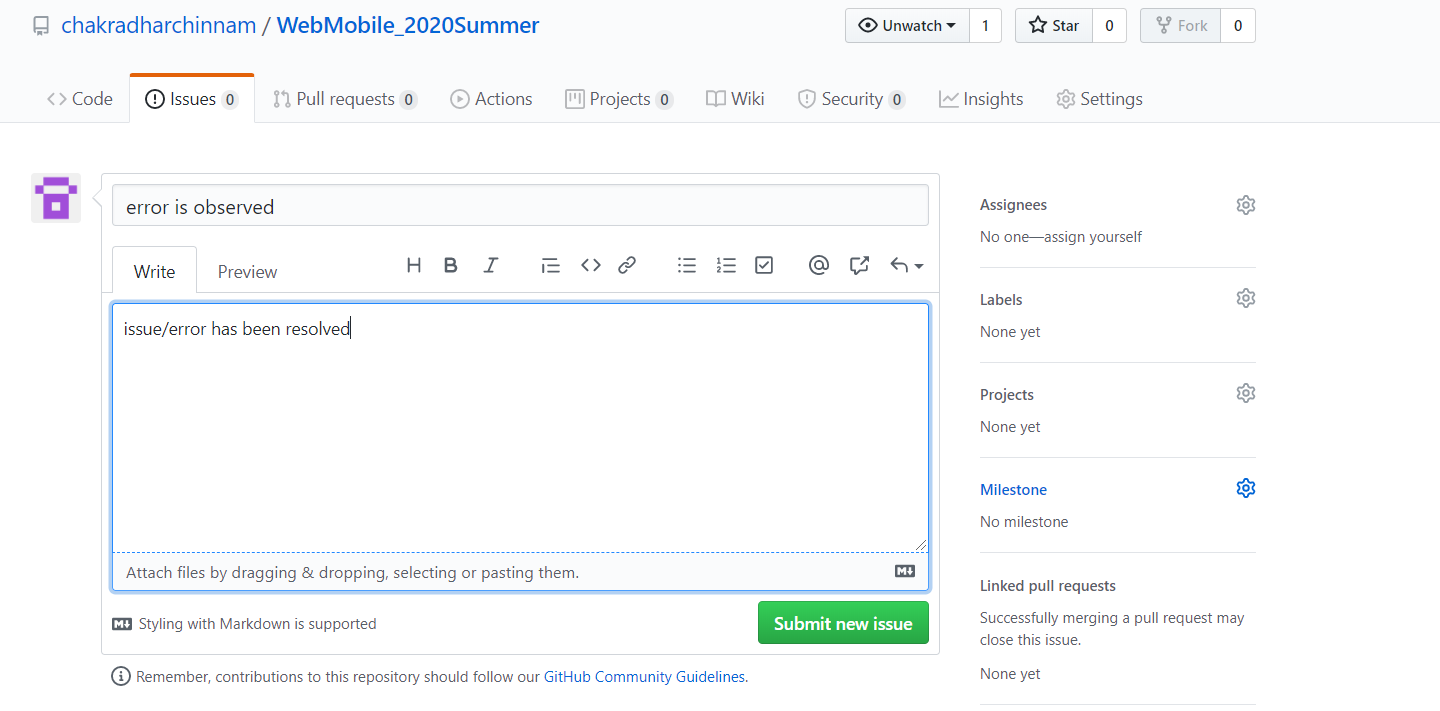 chakradharchinnam / WebMobile_2020Summer
Unwatch 1 Star 0 Fork 0
Code Issues 0 Pull requests 0 Actions Projects 0 Wiki Security 0 Insights Settings
error is observed
Write Preview
issue/error has been resolved
Attach files by dragging & dropping, selecting or pasting them.
Styling with Markdown is supported
Submit new issue
Remember, contributions to this repository should follow our GitHub Community Guidelines.
Assignees
No one—assign yourself
Labels
None yet
Projects
None yet
Milestone
No milestone
Linked pull requests
Successfully merging a pull request may
close this issue.
None yet